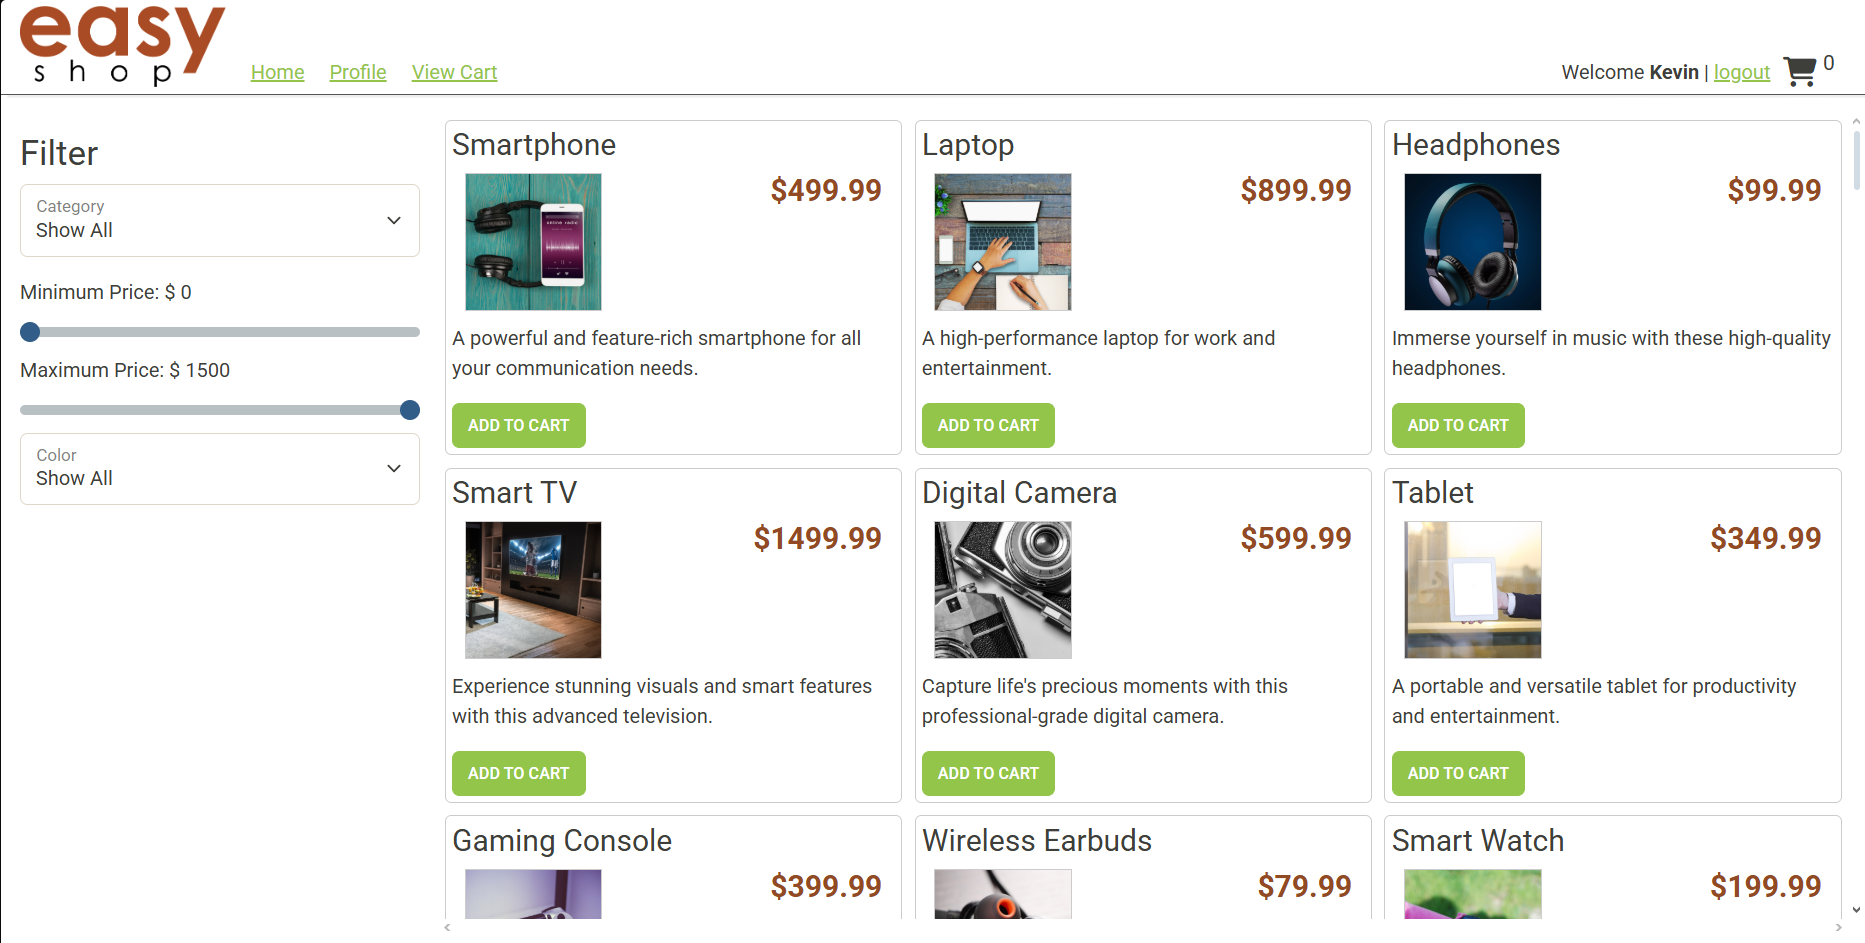 easy
shop
Home Profile View Cart
Welcome Kevin | logout 0
Filter
Category
Show All
Minimum Price: $ 0
Maximum Price: $ 1500
Color
Show All
Smartphone
$499.99
online radio
A powerful and feature-rich smartphone for all
your communication needs.
ADD TO CART
Laptop
$899.99
A high-performance laptop for work and
entertainment.
ADD TO CART
Headphones
$99.99
Immerse yourself in music with these high-quality
headphones.
ADD TO CART
Smart TV
$1499.99
Experience stunning visuals and smart features
with this advanced television.
ADD TO CART
Digital Camera
$599.99
Capture life's precious moments with this
professional-grade digital camera.
ADD TO CART
Tablet
$349.99
A portable and versatile tablet for productivity
and entertainment.
ADD TO CART
Gaming Console
$399.99
Wireless Earbuds
$79.99
Smart Watch
$199.99